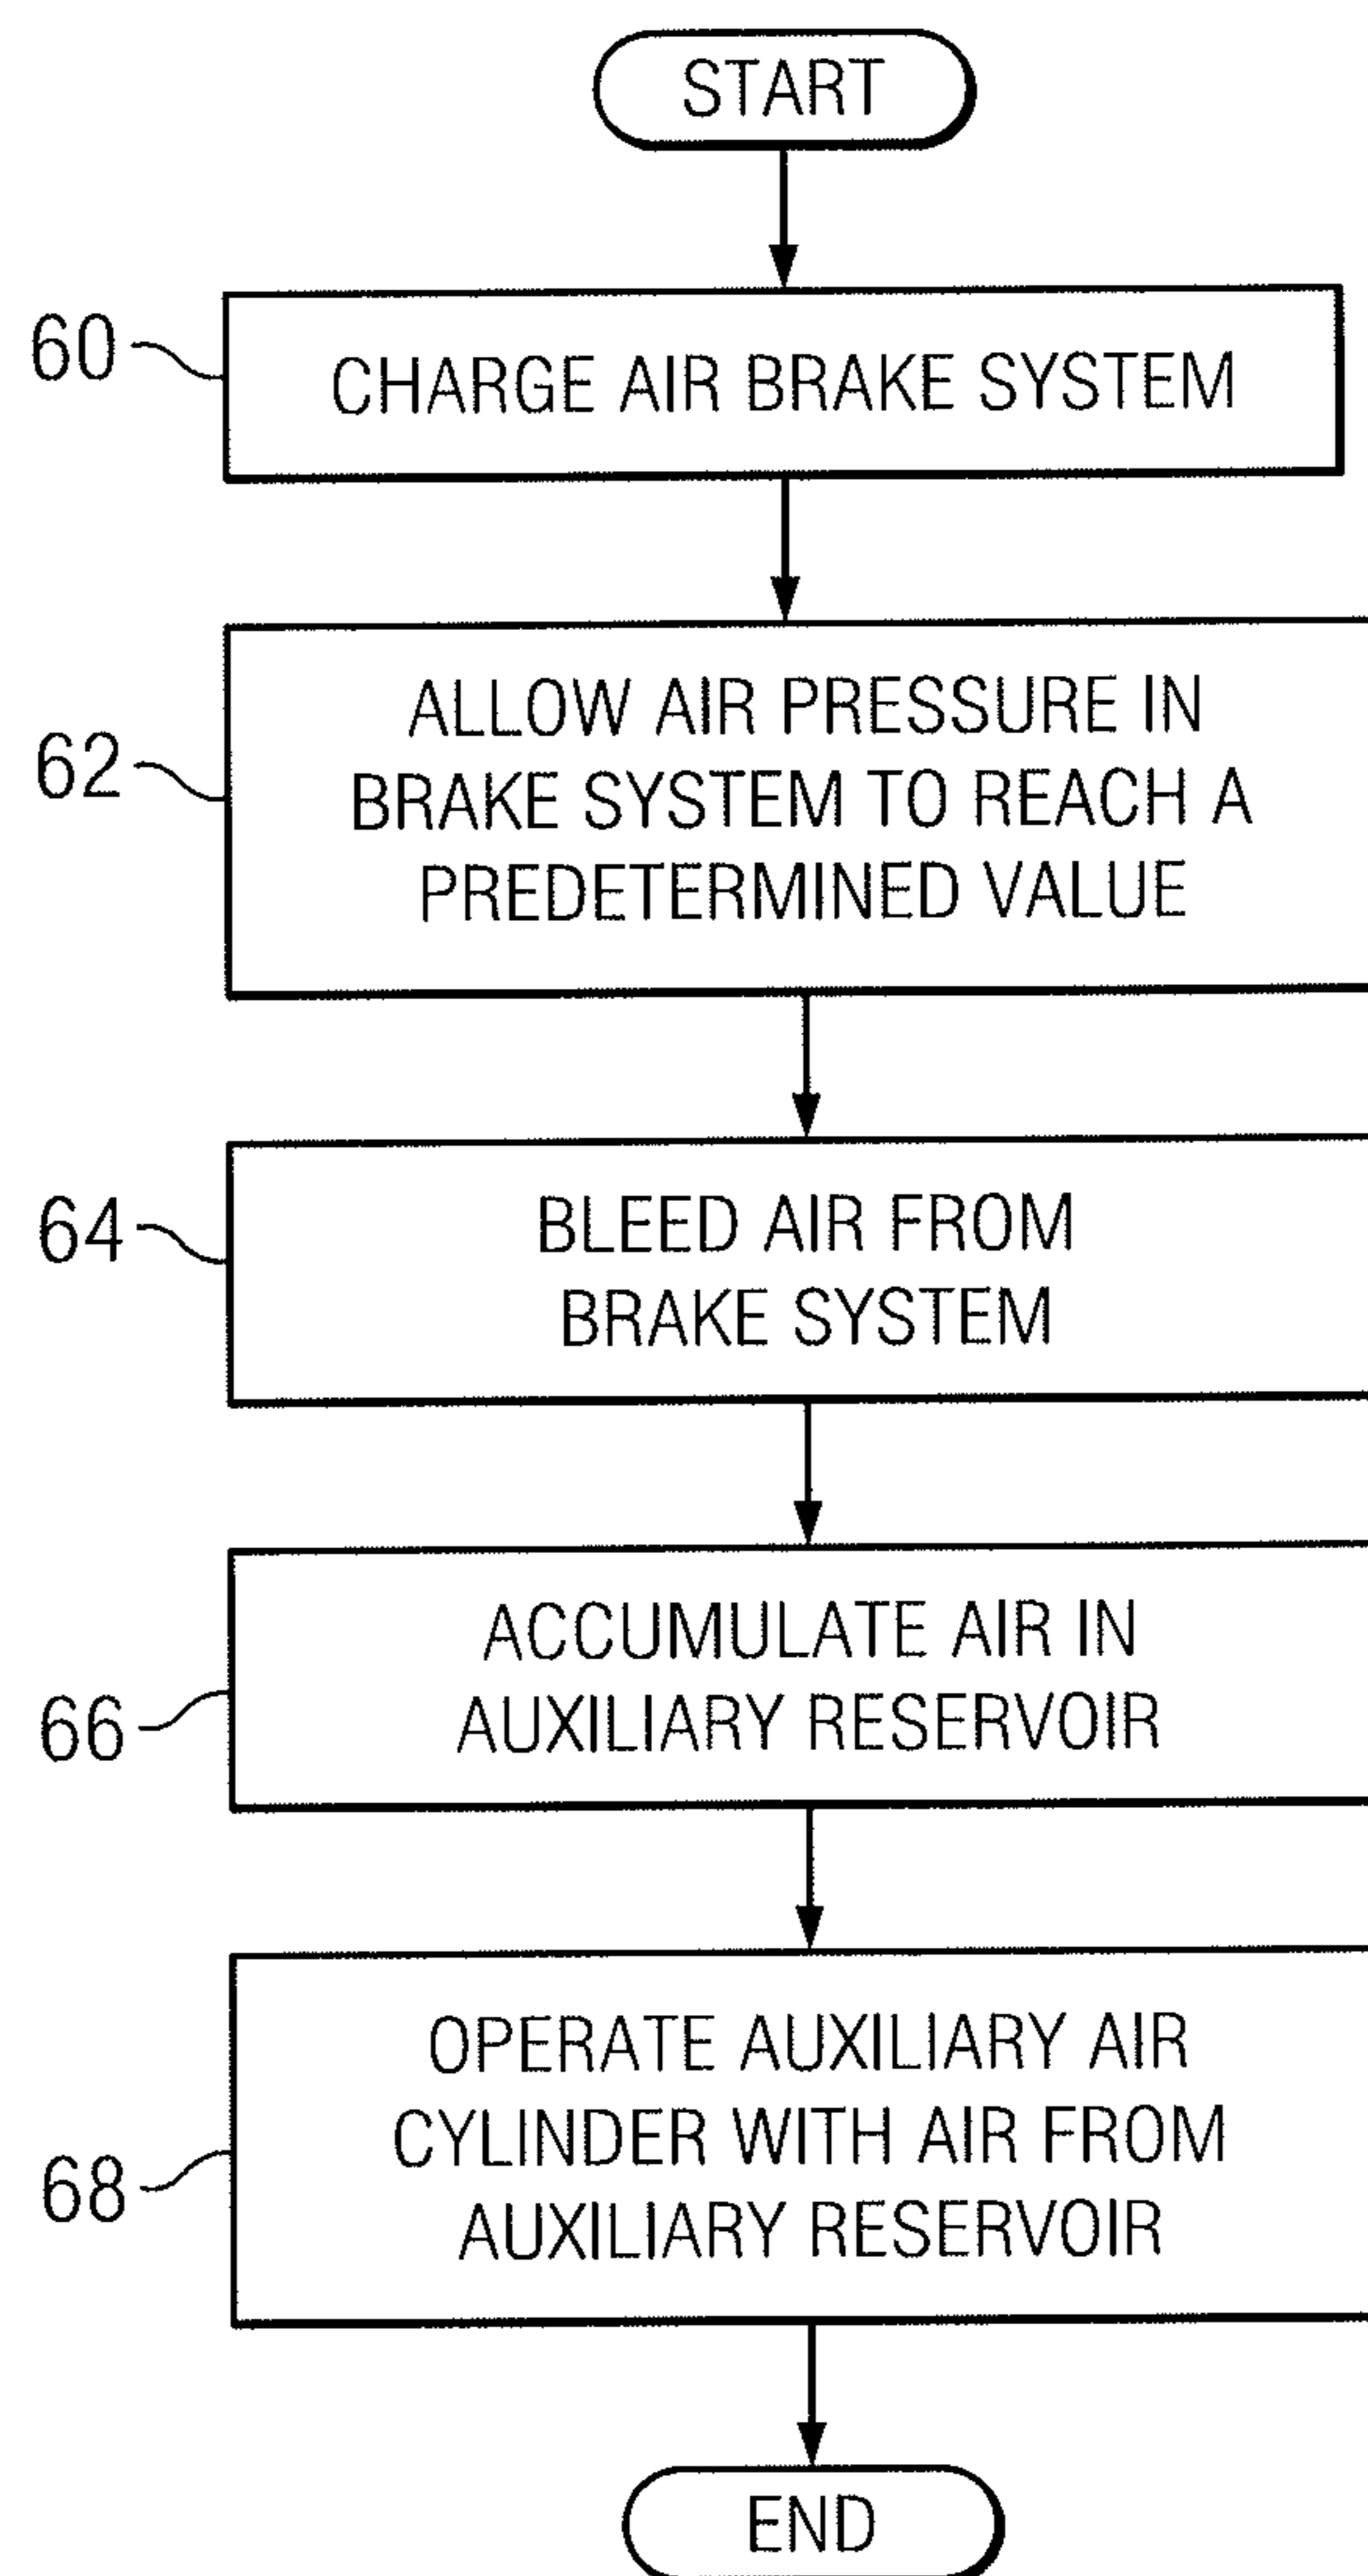 START
60
CHARGE AIR BRAKE SYSTEM
62
ALLOW AIR PRESSURE IN
BRAKE SYSTEM TO REACH A
PREDETERMINED VALUE
64
BLEED AIR FROM
BRAKE SYSTEM
66
ACCUMULATE AIR IN
AUXILIARY RESERVOIR
68
OPERATE AUXILIARY AIR
CYLINDER WITH AIR FROM
AUXILIARY RESERVOIR
END